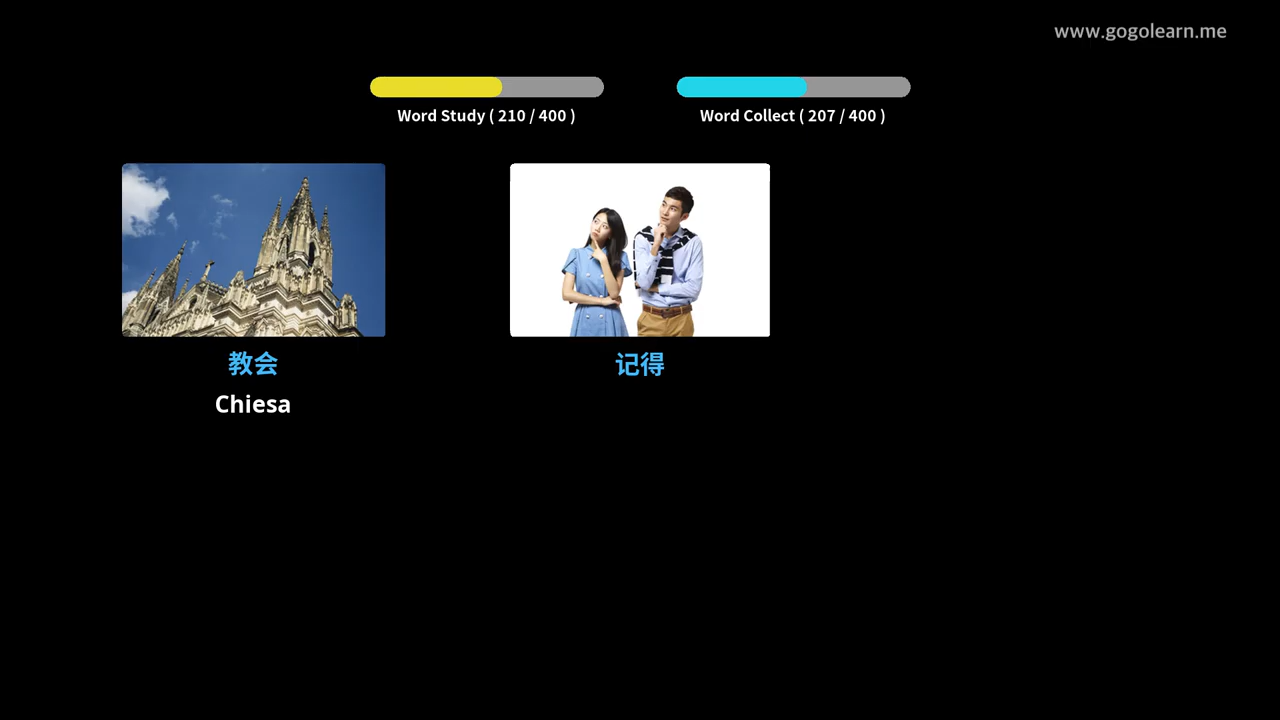 www.gogolearn.me
Word Study ( 210 / 400 )
Word Collect ( 207 / 400 )
教会
记得
Chiesa